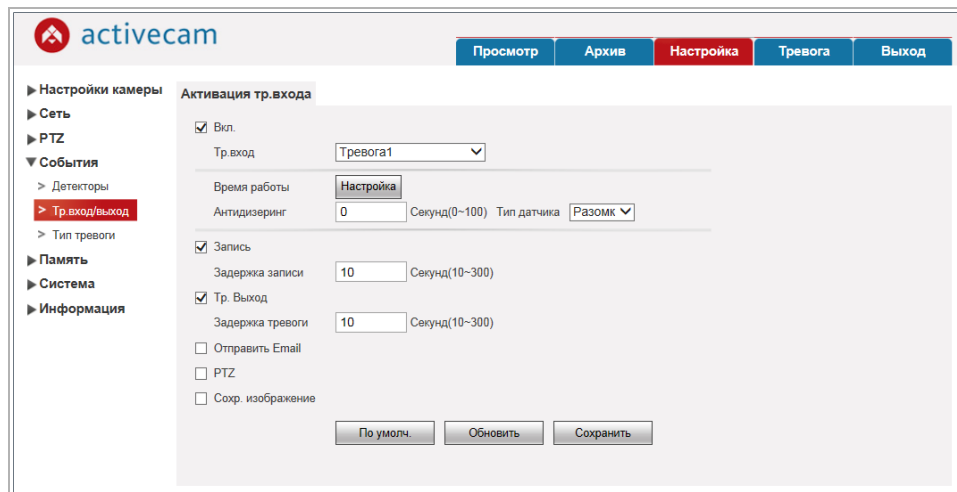 activecam
Просмотр Архив Настройка Тревога Выход
Настройки камеры
Сеть
PTZ
События
> Детекторы
> Тр.вход/выход
> Тип тревоги
Память
Система
Информация
Активация тр.входа
Вкл.
Тр.вход Тревога1
Время работы Настройка
Антидизеринг 0 Секунд(0~100) Тип датчика Разомк
Запись
Задержка записи 10 Секунд(10~300)
Тр. Выход
Задержка тревоги 10 Секунд(10~300)
Отправить Email
PTZ
Сохр. изображение
По умолч. Обновить Сохранить